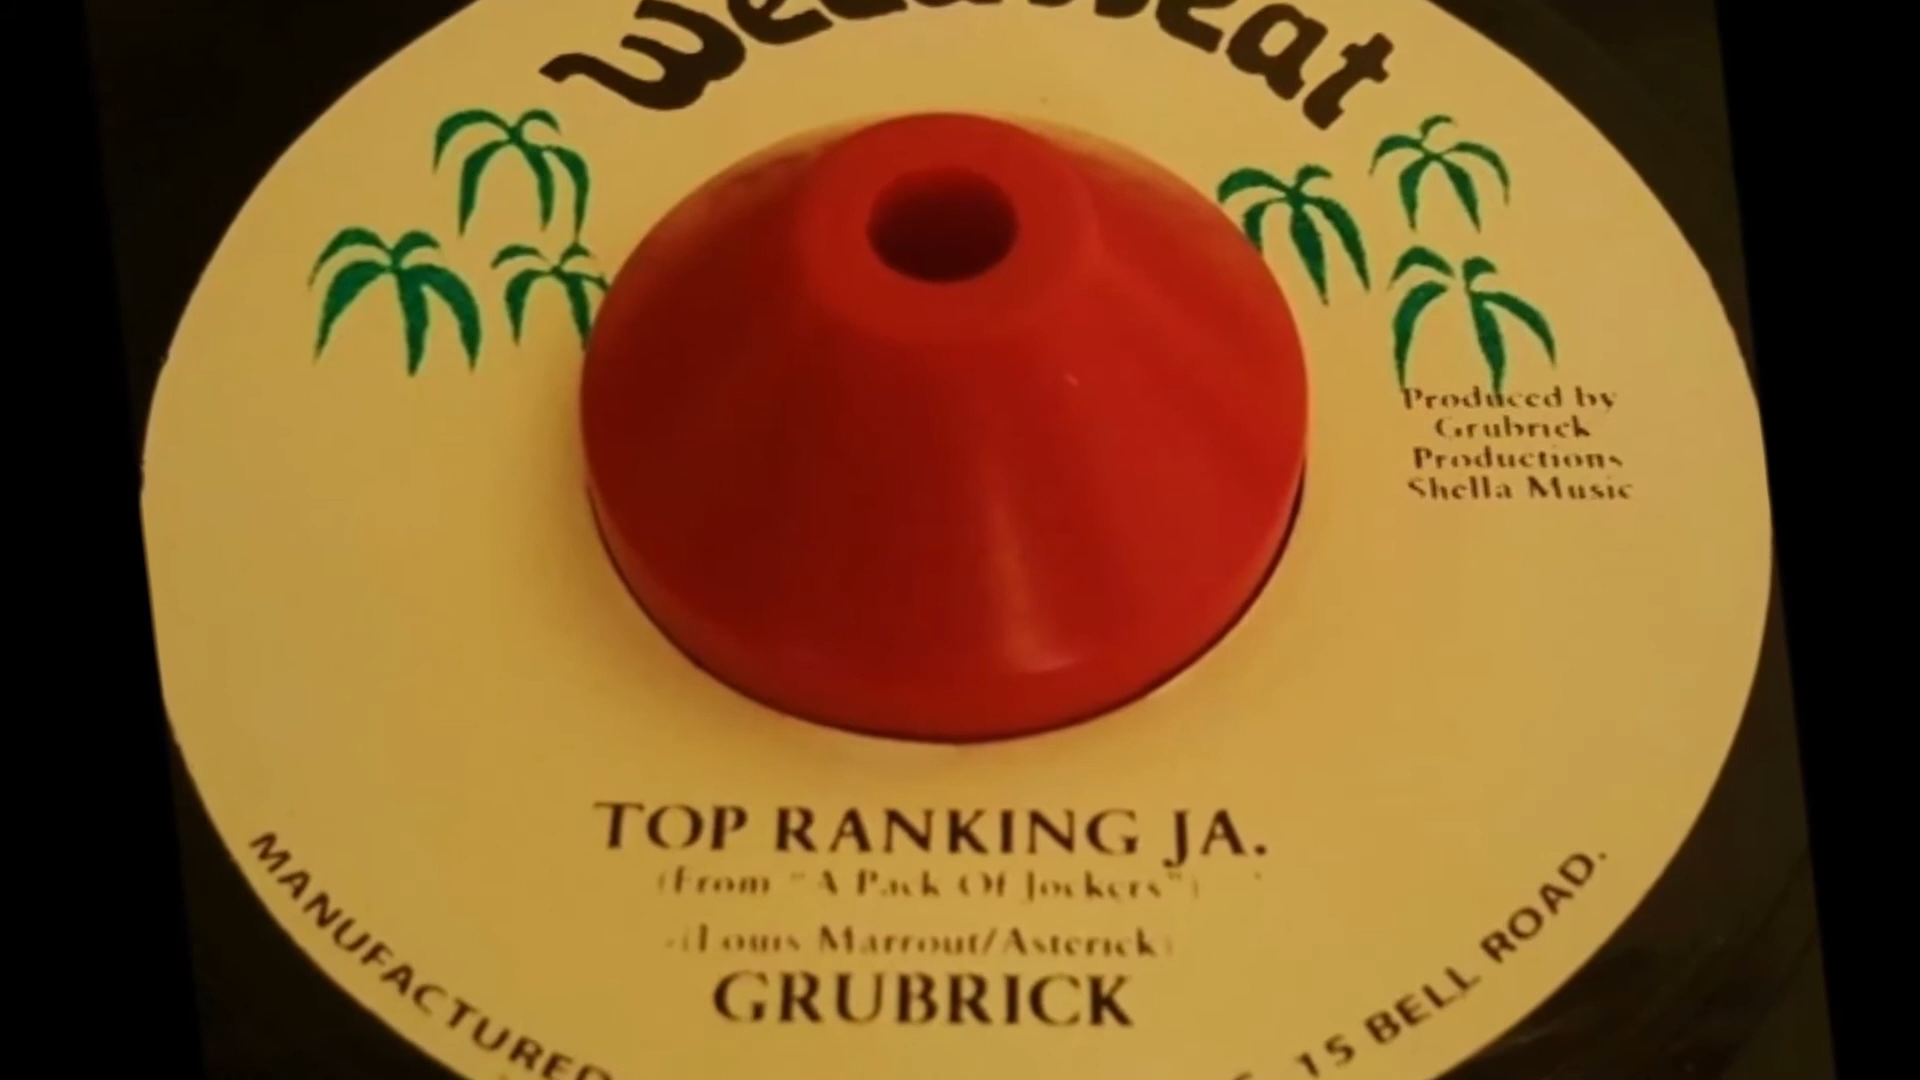 TOP RANKING JA.
(From "A Pack Of Jockers")
(Louis Marrout/Asterick)
GRUBRICK
Produced by
Grubrick
Productions
Shella Music
MANUFACTURED
15 BELL ROAD.